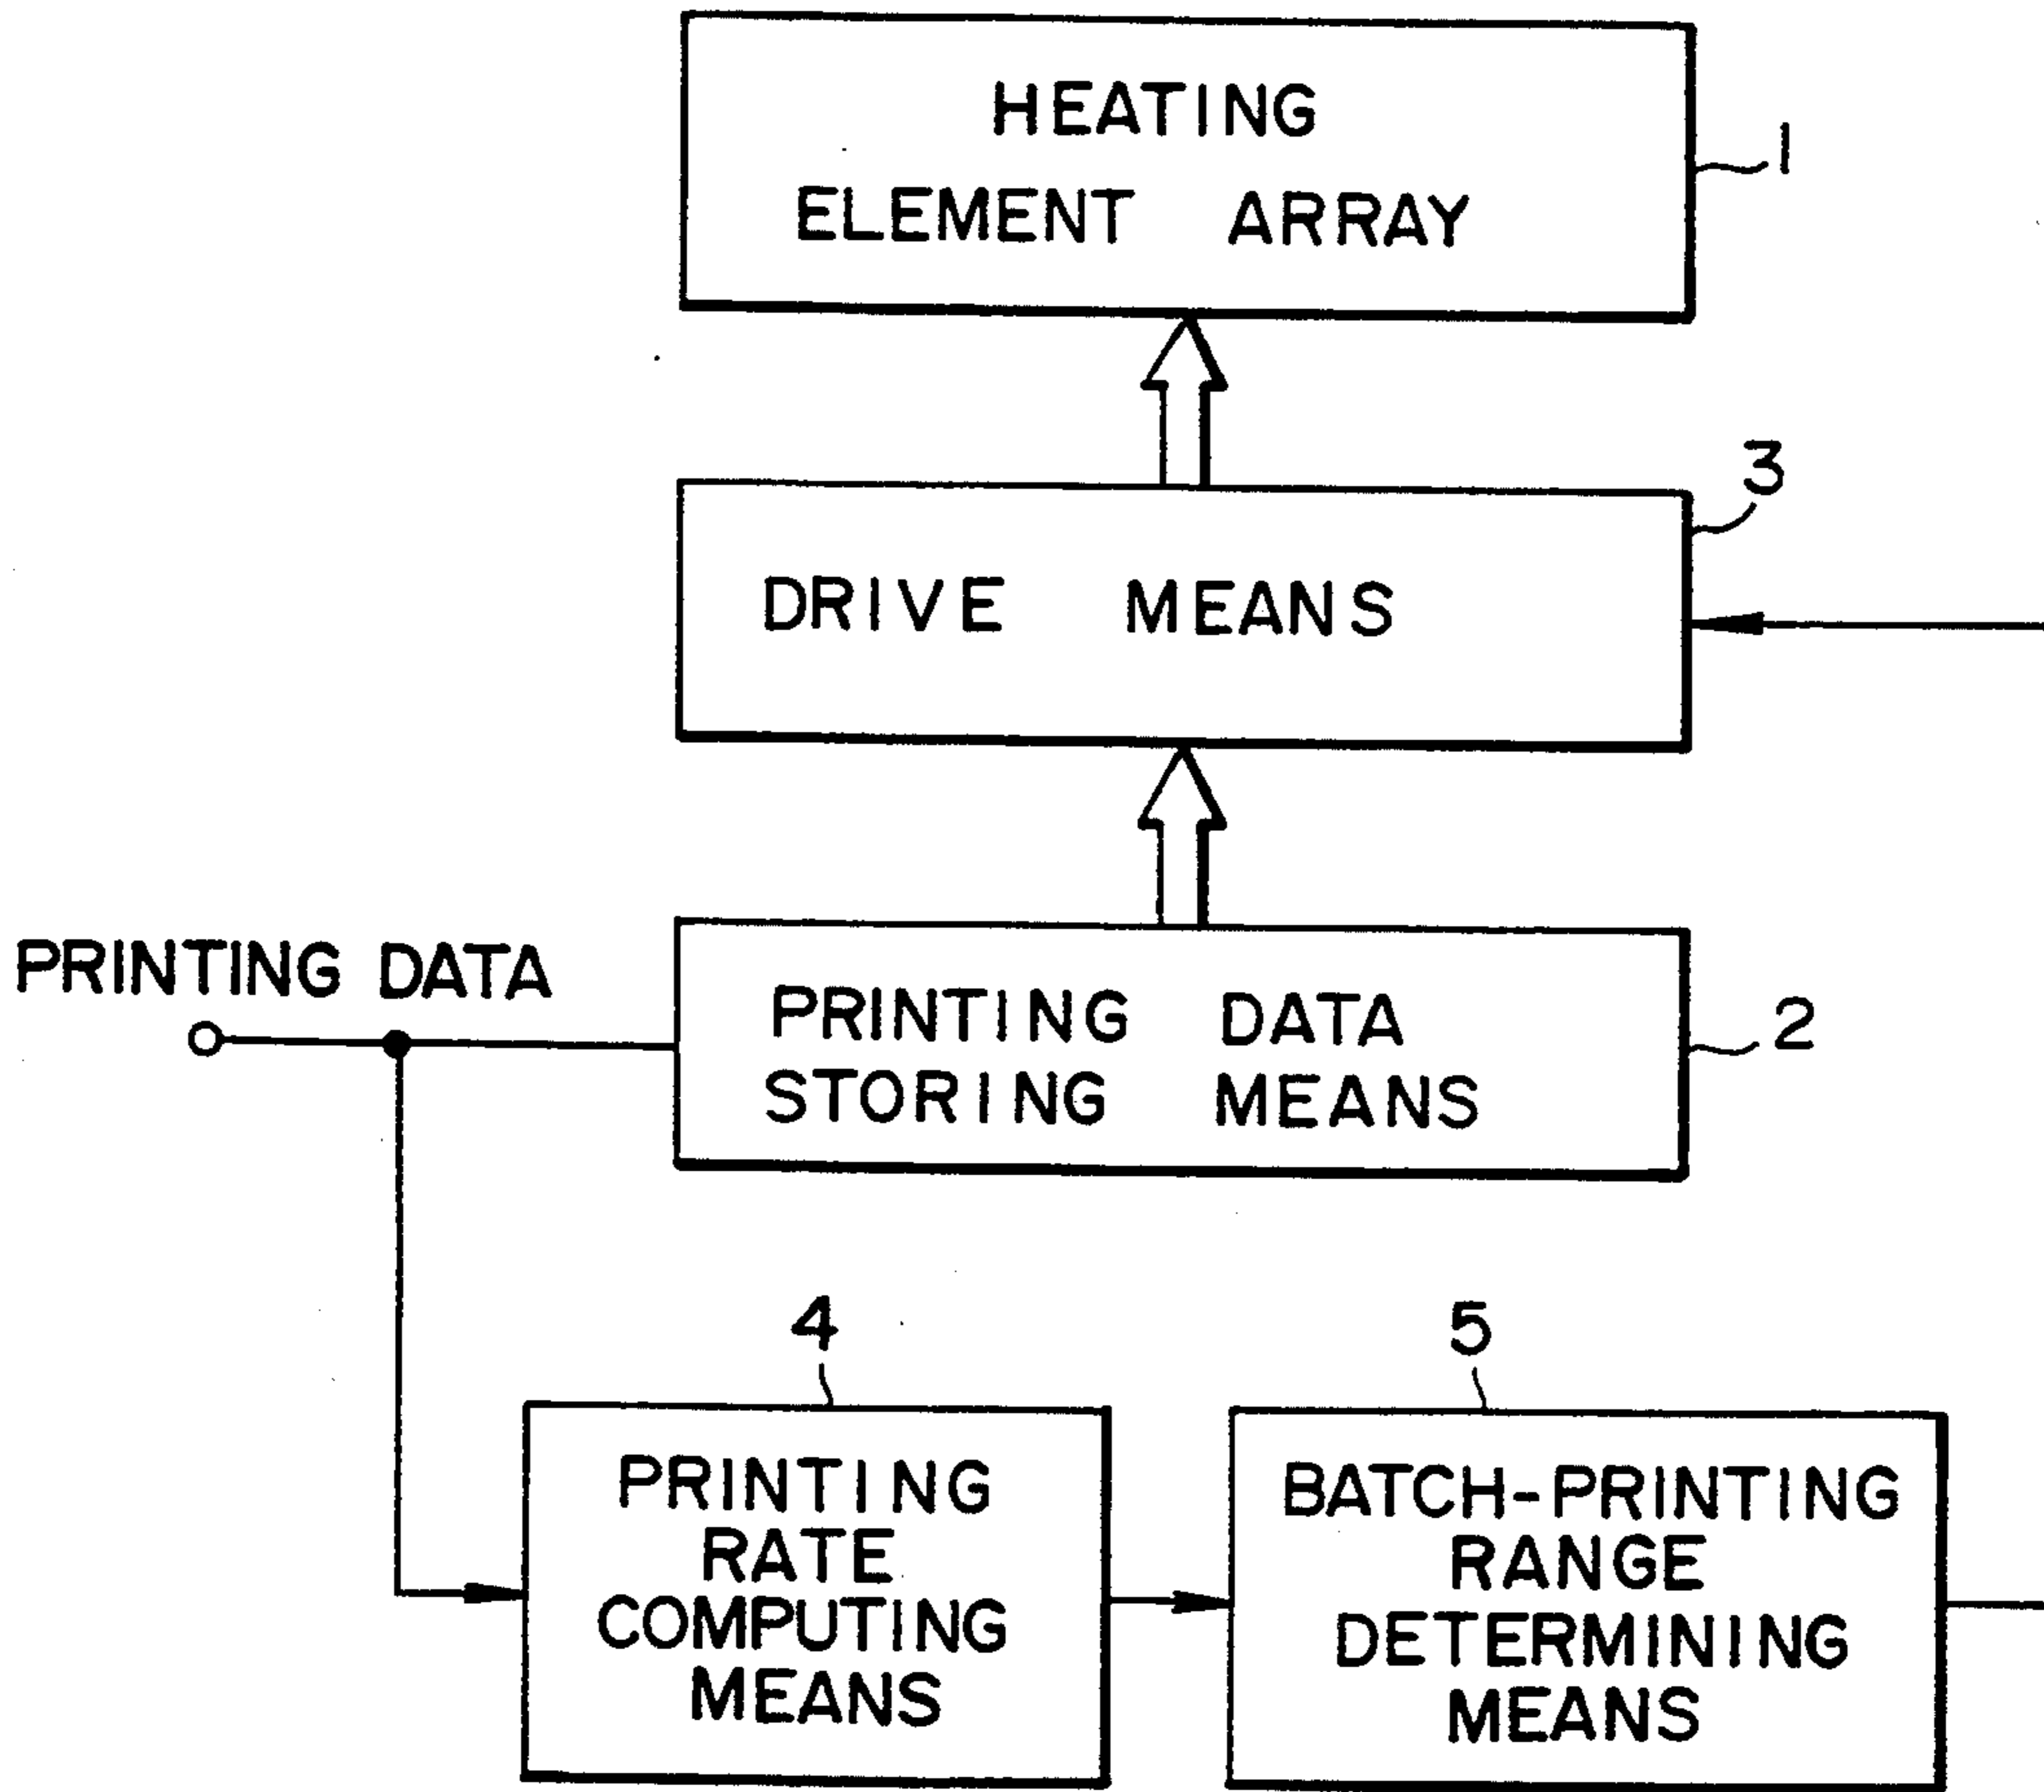 HEATING
ELEMENT ARRAY
1
3
DRIVE MEANS
PRINTING DATA
PRINTING DATA
STORING MEANS
2
4
5
PRINTING
RATE
COMPUTING
MEANS
BATCH-PRINTING
RANGE
DETERMINING
MEANS